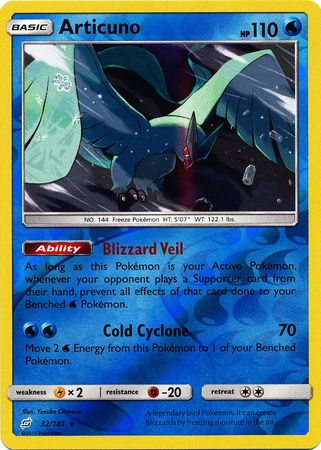 BASIC Articuno HP 110
NO. 144 Freeze Pokémon HT: 5'07" WT: 122.1 lbs.
Ability Blizzard Veil
As long as this Pokémon is your Active Pokémon,
whenever your opponent plays a Supporter card from
their hand, prevent all effects of that card done to your
Benched Pokémon.
Cold Cyclone 70
Move 2 Energy from this Pokémon to 1 of your Benched
Pokémon.
weakness ×2 resistance -20 retreat
Illus. Yusuke Ohmura
32/181 ★
©2019 Pokémon
A legendary bird Pokémon. It can create
blizzards by freezing moisture in the air.